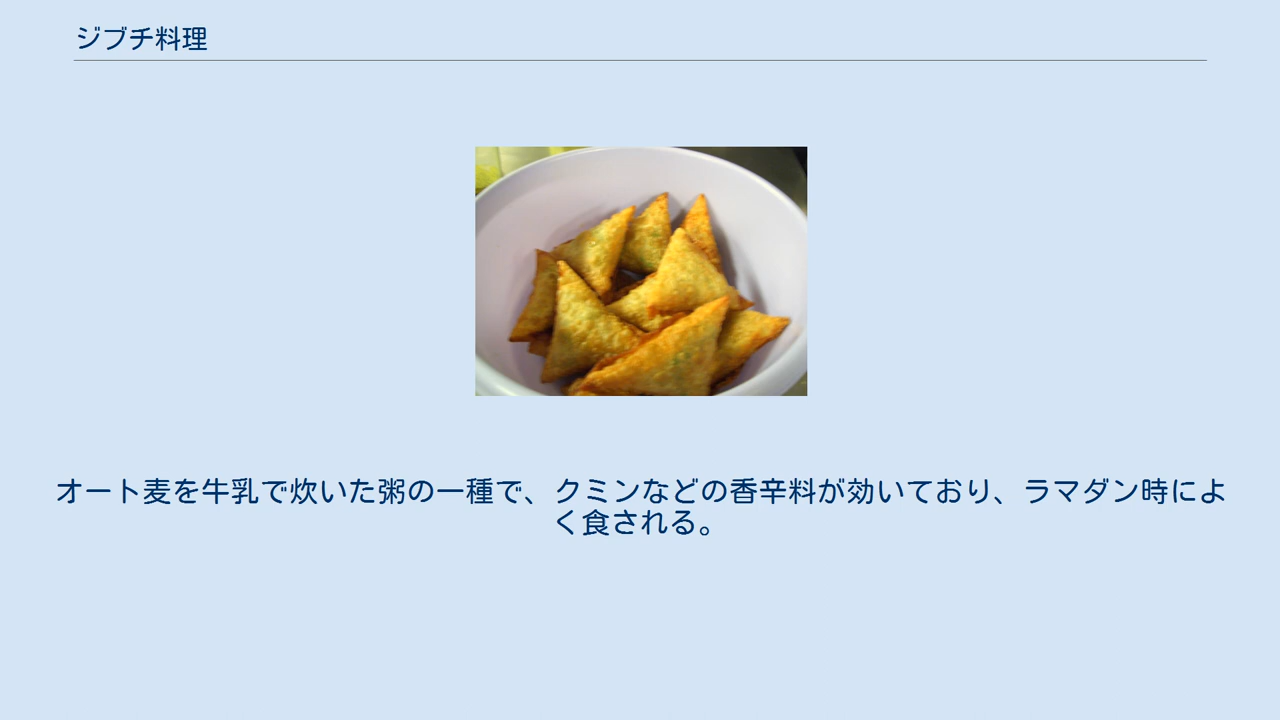 ジブチ料理
オート麦を牛乳で炊いた粥の一種で、クミンなどの香辛料が効いており、ラマダン時によ
く食される。